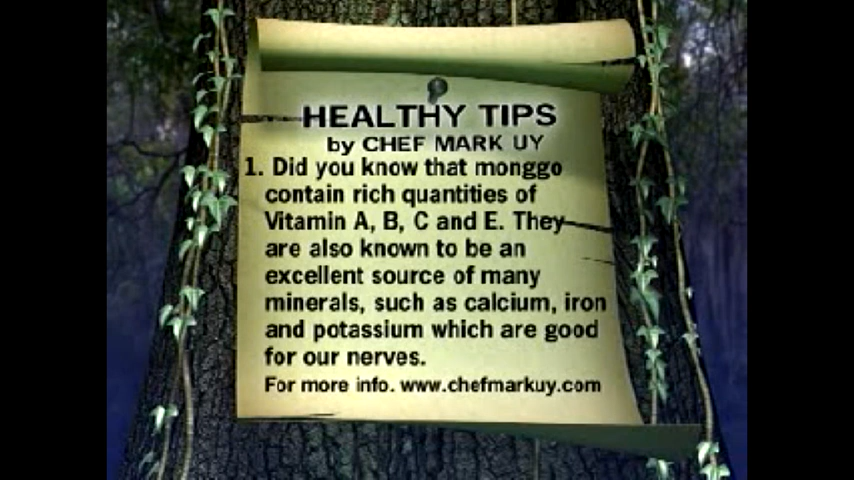 HEALTHY TIPS
by CHEF MARK UY
1. Did you know that monggo
contain rich quantities of
Vitamin A, B, C and E. They
are also known to be an
excellent source of many
minerals, such as calcium, iron
and potassium which are good
for our nerves.
For more info. www.chefmarkuy.com